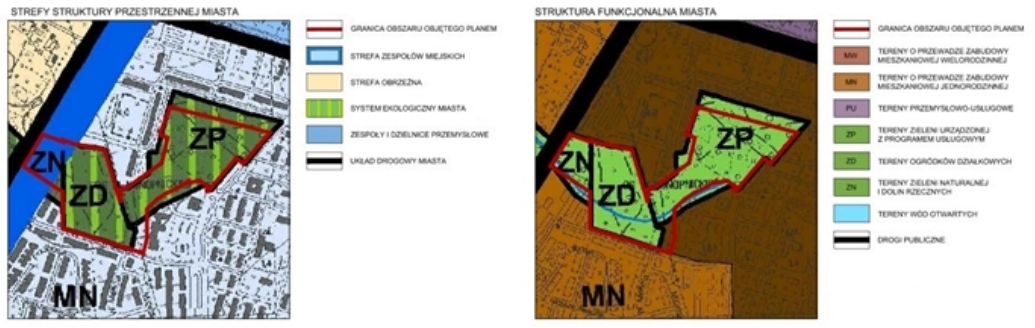 STREFY STRUKTURY PRZESTRZENNEJ MIASTA
GRANICA OBSZARU OBJĘTEGO PLANEM
STREFA ZESPOŁÓW MIEJSKICH
STREFA OBRZEŻNA
SYSTEM EKOLOGICZNY MIASTA
ZESPOŁY I DZIELNICE PRZEMYSŁOWE
UKŁAD DROGOWY MIASTA
ZN
ZD
ZP
MN
STRUKTURA FUNKCJONALNA MIASTA
GRANICA OBSZARU OBJĘTEGO PLANEM
MW TERENY O PRZEWADZE ZABUDOWY
MIESZKANIOWEJ WIELORODZINNEJ
MN TERENY O PRZEWADZE ZABUDOWY
MIESZKANIOWEJ JEDNORODZINNEJ
PU TERENY PRZEMYSŁOWO-USŁUGOWE
ZP TERENY ZIELENI URZĄDZONEJ
Z PROGRAMEM USŁUGOWYM
ZD TERENY OGRÓDKÓW DZIAŁKOWYCH
ZN TERENY ZIELENI NATURALNEJ
I DOLIN RZECZNYCH
TERENY WÓD OTWARTYCH
DROGI PUBLICZNE
ZN
ZD
ZP
MN